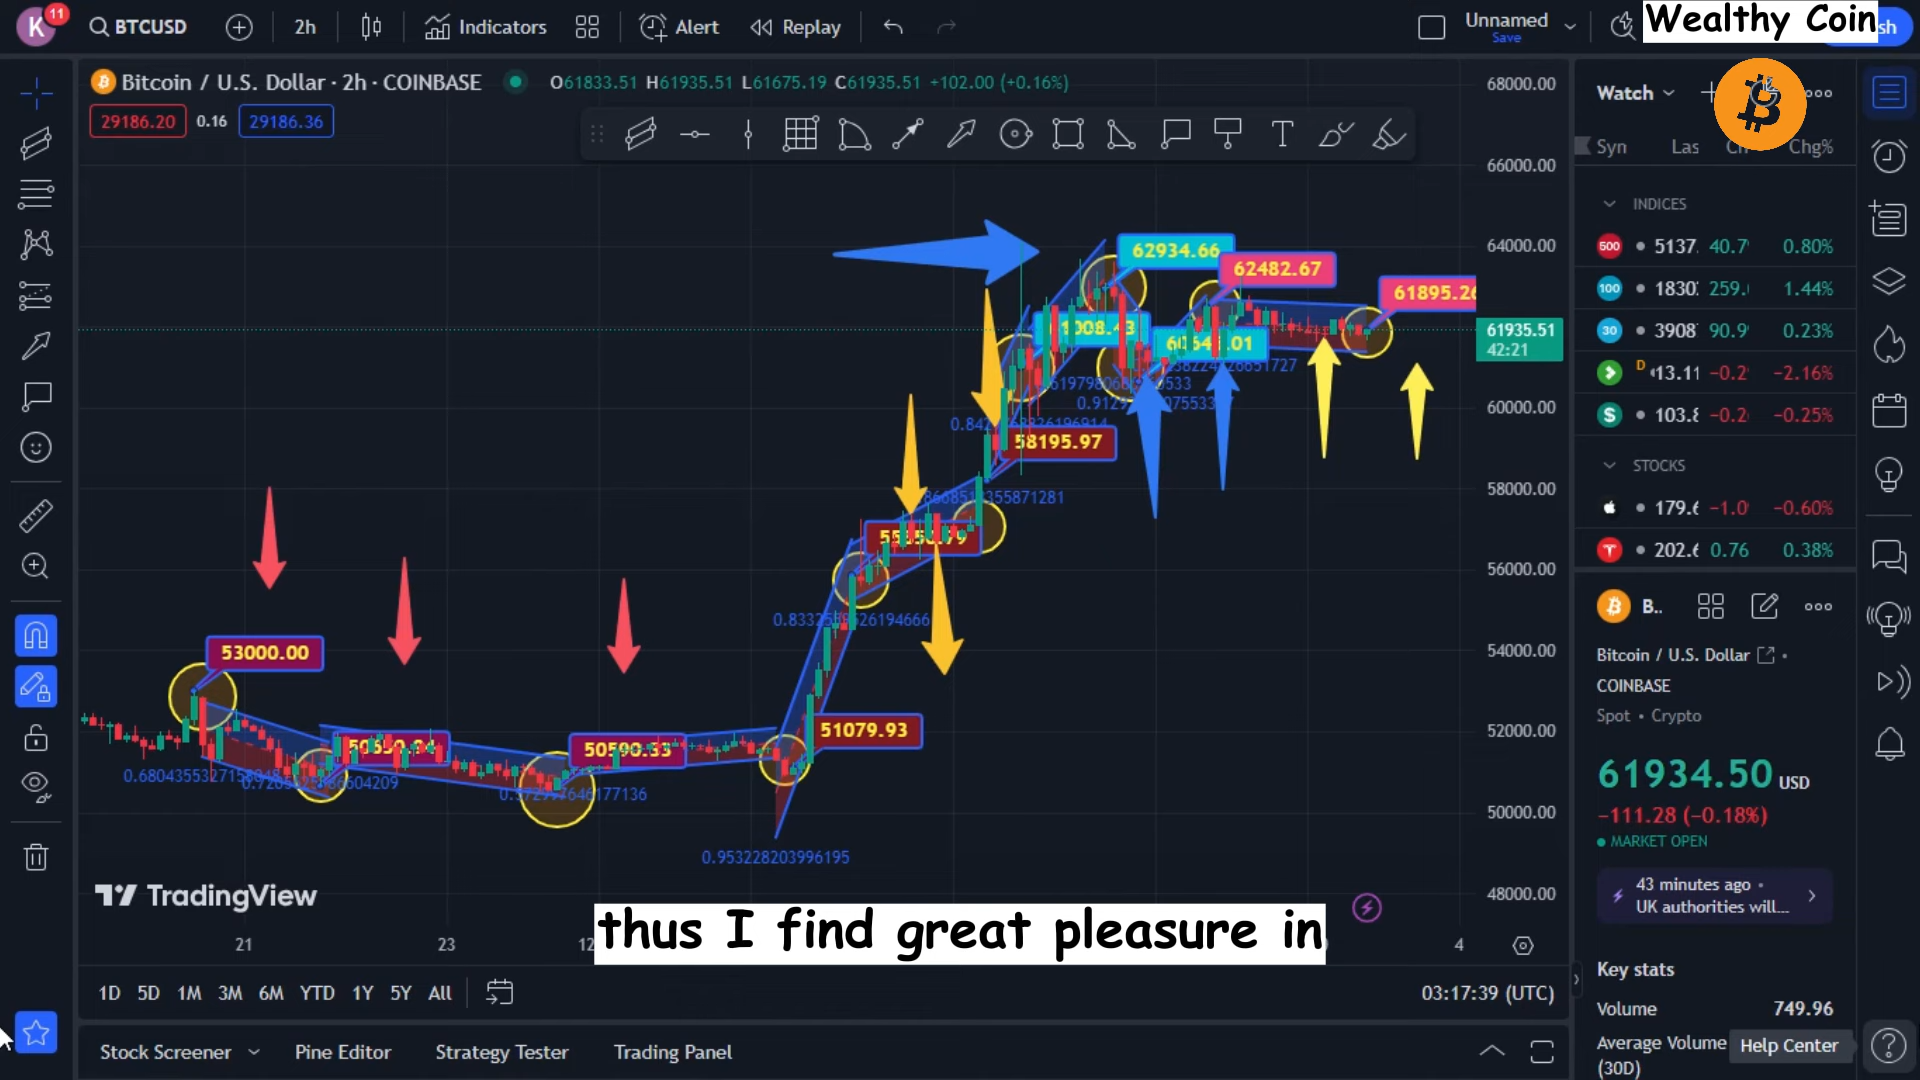 K 11 BTCUSD 2h Indicators Alert Replay Unnamed Save
Wealthy Coin
Bitcoin / U.S. Dollar · 2h · COINBASE O61833.51 H61935.51 L61675.19 C61935.51 +102.00 (+0.16%)
29186.20 0.16 29186.36
68000.00
66000.00
64000.00
60000.00
58000.00
56000.00
54000.00
52000.00
50000.00
48000.00
61935.51
42:21
62934.66
62482.67
61895.26
58195.97
53000.00
51079.93
0.953228203996195
TradingView
21 23 4
thus I find great pleasure in
1D 5D 1M 3M 6M YTD 1Y 5Y All
03:17:39 (UTC)
Stock Screener Pine Editor Strategy Tester Trading Panel
Watch
Syn Las Chg%
INDICES
500 5137. 0.80%
100 1.44%
30 0.23%
D −2.16%
−0.25%
STOCKS
−0.60%
0.76 0.38%
B..
Bitcoin / U.S. Dollar
COINBASE
Spot • Crypto
61934.50 USD
−111.28 (−0.18%)
MARKET OPEN
43 minutes ago •
UK authorities will...
Key stats
Volume 749.96
Average Volume
(30D)
Help Center